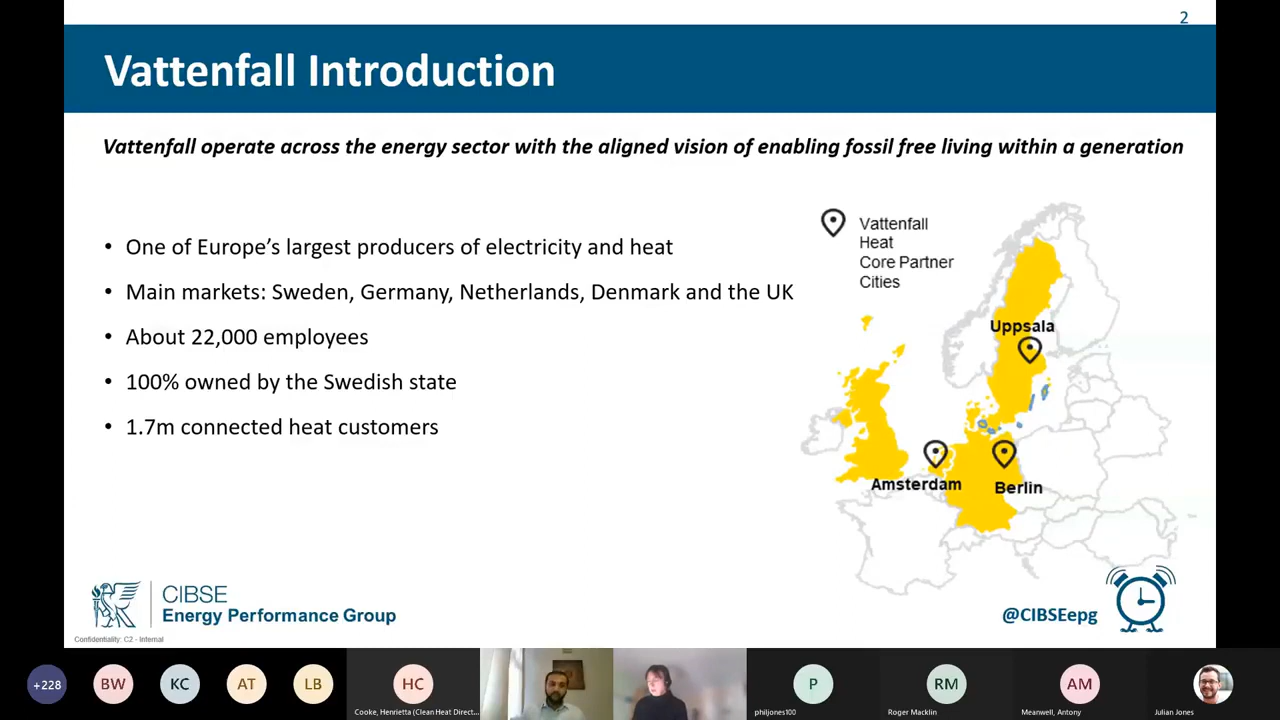 2
Vattenfall Introduction
Vattenfall operate across the energy sector with the aligned vision of enabling fossil free living within a generation
• One of Europe's largest producers of electricity and heat
• Main markets: Sweden, Germany, Netherlands, Denmark and the UK
• About 22,000 employees
• 100% owned by the Swedish state
• 1.7m connected heat customers
Vattenfall
Heat
Core Partner
Cities
Uppsala
Amsterdam
Berlin
CIBSE
Energy Performance Group
@CIBSEepg
Confidentiality: C2 - Internal
+228
BW
KC
AT
LB
HC
Cooke, Henrietta (Clean Heat Direct...
P
philjones100
RM
Roger Macklin
AM
Meanwell, Antony
Julian Jones